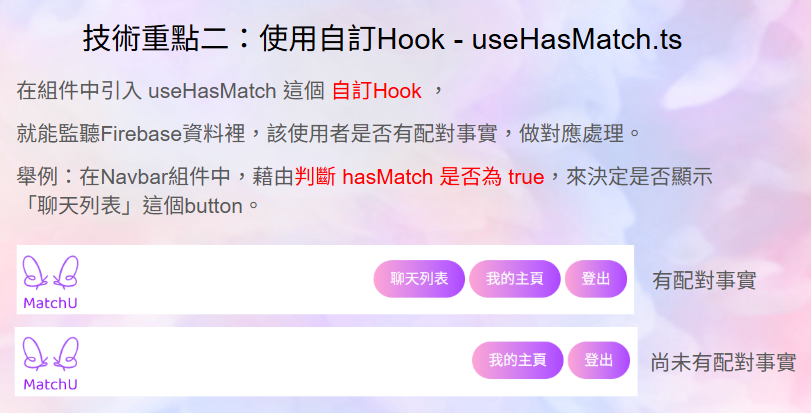 技術重點二：使用自訂Hook - useHasMatch.ts
在組件中引入 useHasMatch 這個 自訂Hook ，
就能監聽Firebase資料裡，該使用者是否有配對事實，做對應處理。
舉例：在Navbar組件中，藉由判斷 hasMatch 是否為 true，來決定是否顯示
「聊天列表」這個button。
MatchU 聊天列表 我的主頁 登出 有配對事實
MatchU 我的主頁 登出 尚未有配對事實